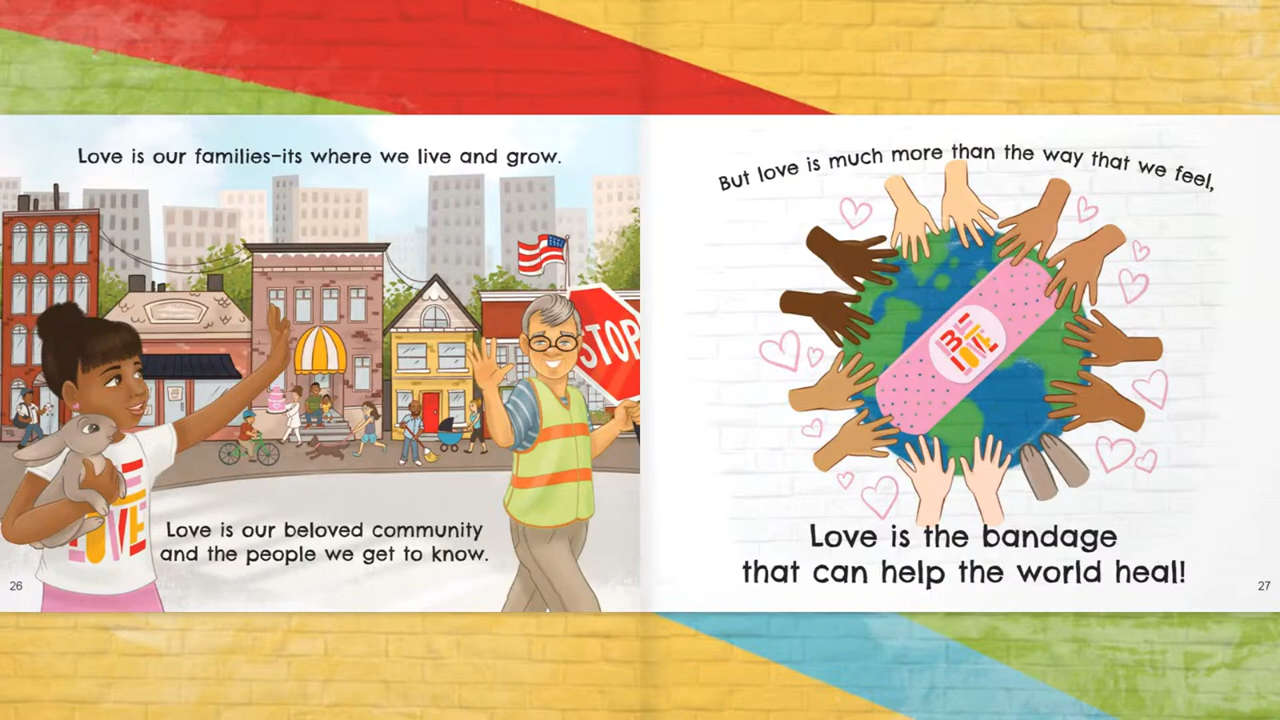 Love is our families–its where we live and grow.
STOP
BE
LOVE
Love is our beloved community
and the people we get to know.
26
But love is much more than the way that we feel,
BE
LOVE
Love is the bandage
that can help the world heal!
27